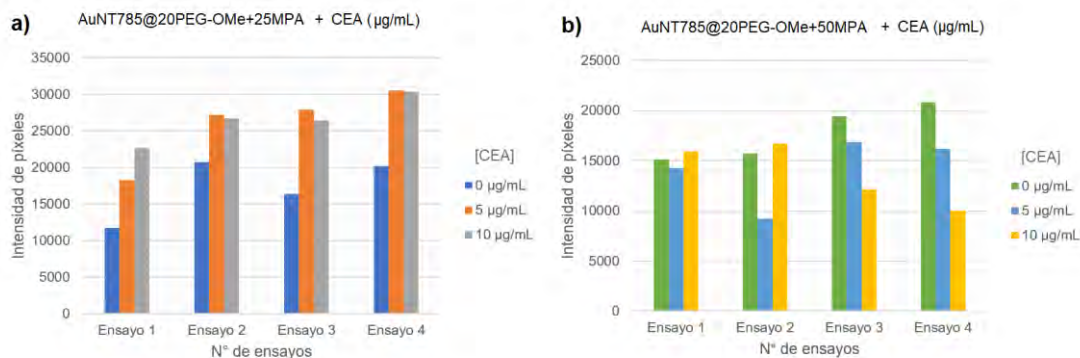 a)
AuNT785@20PEG-OMe+25MPA + CEA (µg/mL)
Intensidad de píxeles
35000
30000
25000
20000
15000
10000
5000
0
Ensayo 1 Ensayo 2 Ensayo 3 Ensayo 4
N° de ensayos
[CEA]
0 µg/mL
5 µg/mL
10 µg/mL
b)
AuNT785@20PEG-OMe+50MPA + CEA (µg/mL)
Intensidad de píxeles
25000
20000
15000
10000
5000
0
Ensayo 1 Ensayo 2 Ensayo 3 Ensayo 4
N° de ensayos
[CEA]
0 µg/mL
5 µg/mL
10 µg/mL